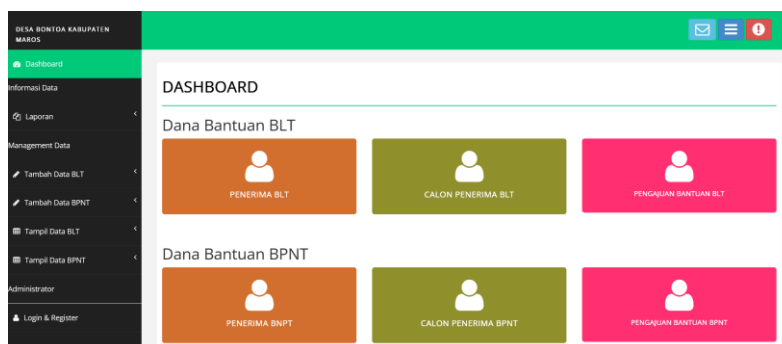 DESA BONTOA KABUPATEN
MAROS
Dashboard
Informasi Data
Laporan
Management Data
Tambah Data BLT
Tambah Data BPNT
Tampil Data BLT
Tampil Data BPNT
Administrator
Login & Register
DASHBOARD
Dana Bantuan BLT
PENERIMA BLT
CALON PENERIMA BLT
PENGAJUAN BANTUAN BLT
Dana Bantuan BPNT
PENERIMA BNPT
CALON PENERIMA BPNT
PENGAJUAN BANTUAN BPNT